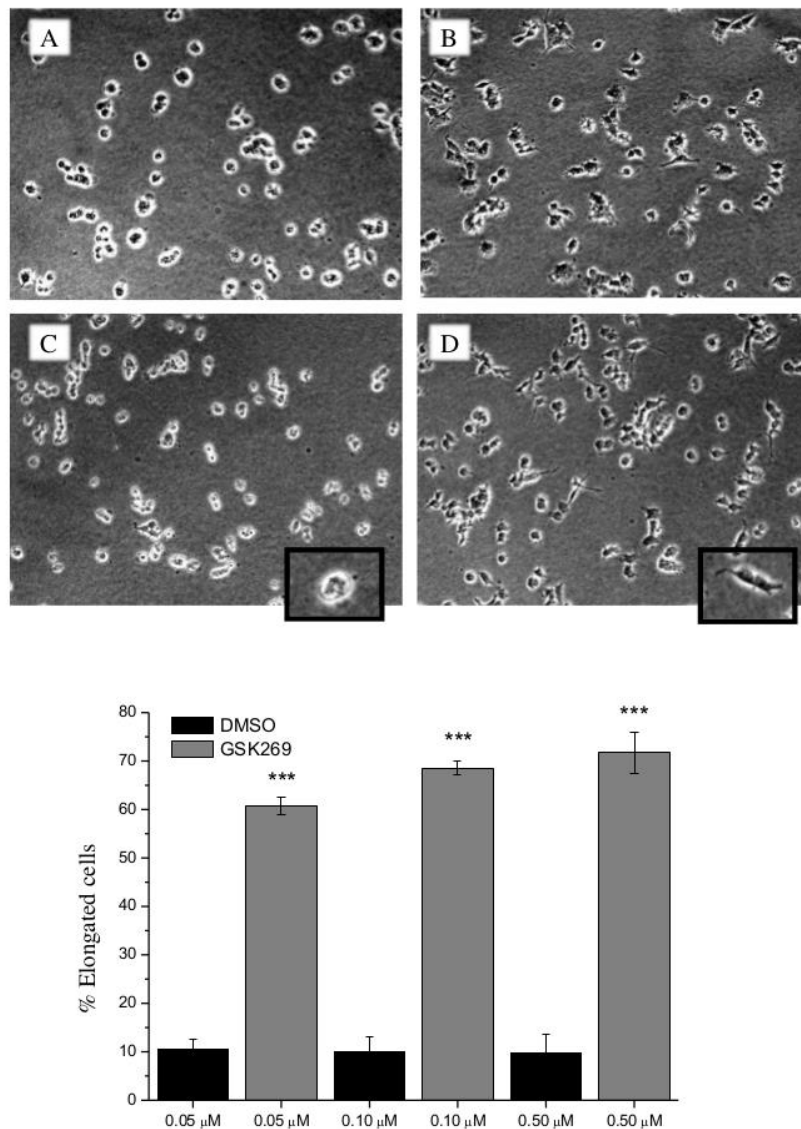 A
B
C
D
80
70
60
50
40
30
20
10
0
% Elongated cells
DMSO
GSK269
***
***
***
0.05 μM
0.05 μM
0.10 μM
0.10 μM
0.50 μM
0.50 μM